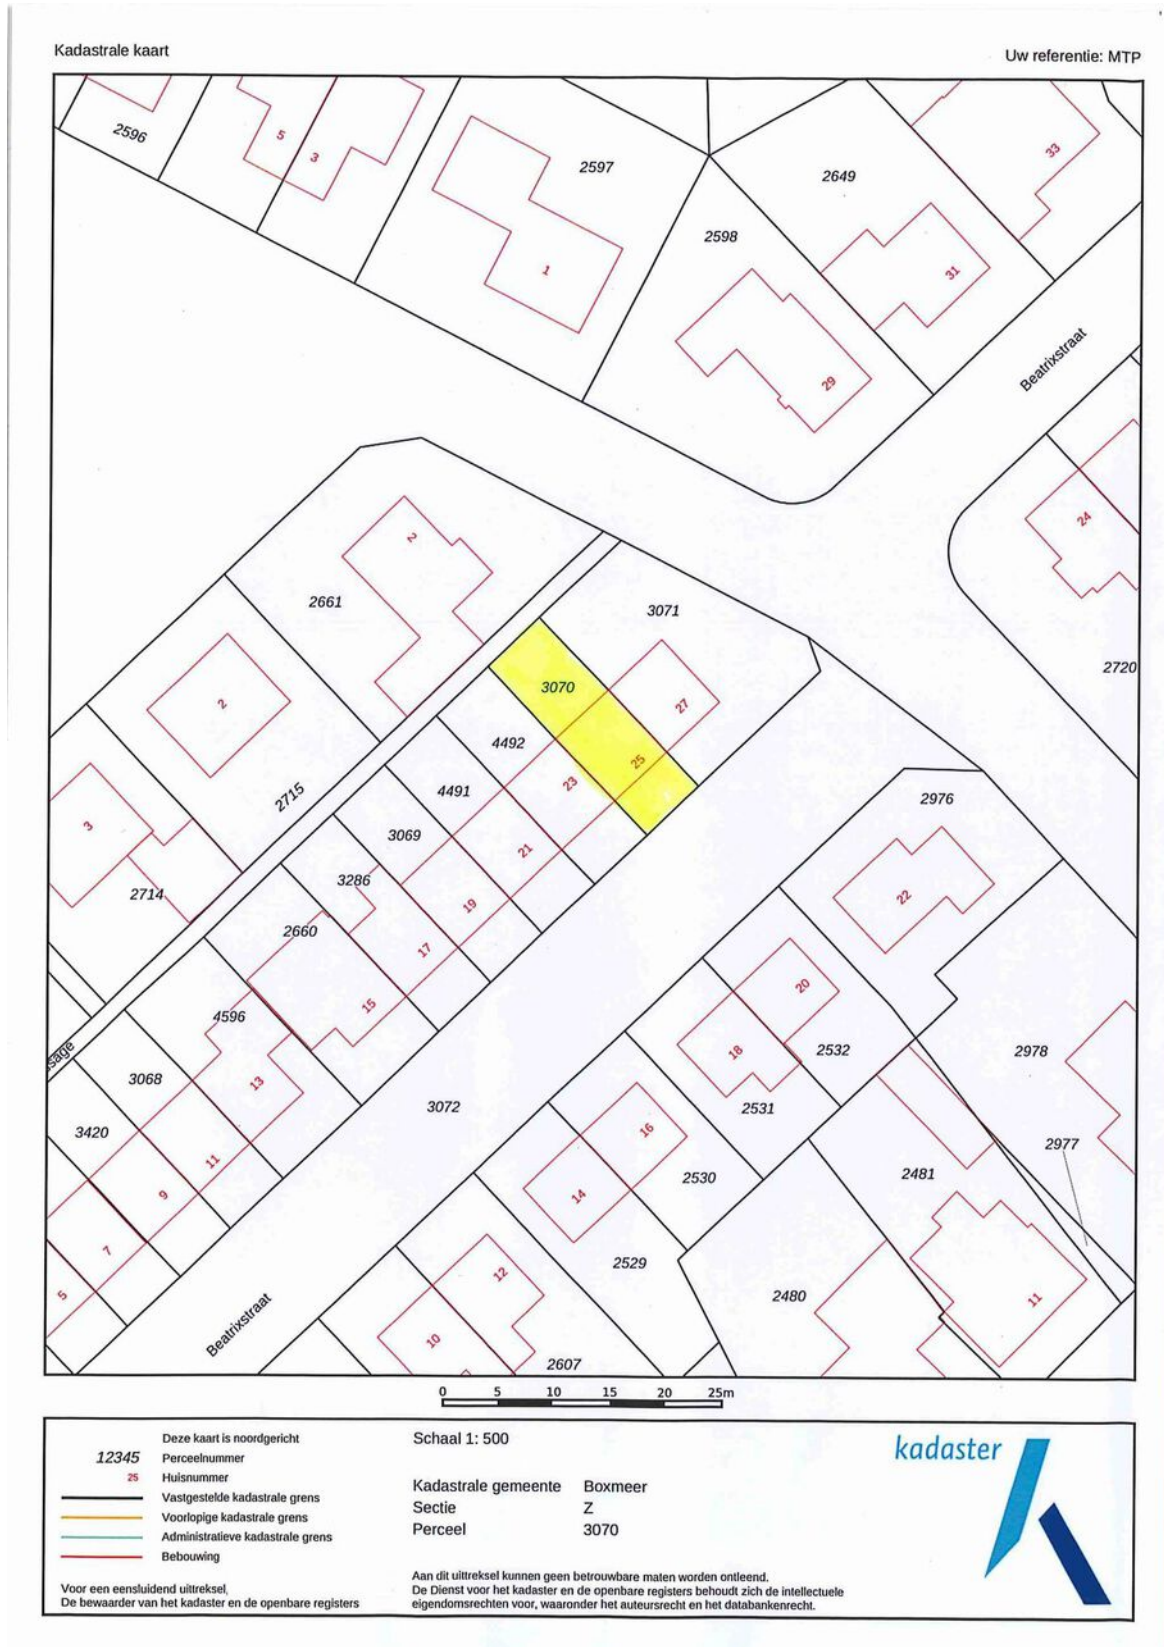 Kadastrale kaart
Uw referentie: MTP
2596
5
3
2597
1
2598
2649
33
31
29
Beatrixstraat
24
2720
2661
2
3071
3070
27
25
2
4492
23
4491
21
2715
3069
19
3
2714
3286
17
2660
15
2976
22
4596
13
20
18
2532
2978
3068
3072
2531
3420
11
16
2530
2977
2481
9
14
7
2529
12
2480
5
10
11
Beatrixstraat
2607
0 5 10 15 20 25m
Deze kaart is noordgericht
12345 Perceelnummer
25 Huisnummer
Vastgestelde kadastrale grens
Voorlopige kadastrale grens
Administratieve kadastrale grens
Bebouwing
Voor een eensluidend uittreksel,
De bewaarder van het kadaster en de openbare registers
Schaal 1: 500
Kadastrale gemeente Boxmeer
Sectie Z
Perceel 3070
Aan dit uittreksel kunnen geen betrouwbare maten worden ontleend.
De Dienst voor het kadaster en de openbare registers behoudt zich de intellectuele
eigendomsrechten voor, waaronder het auteursrecht en het databankenrecht.
kadaster